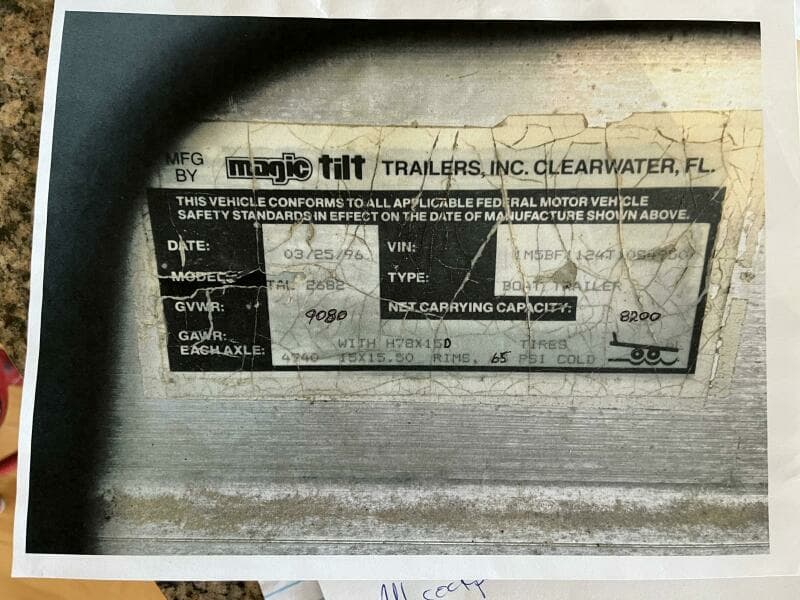 MFG BY magic tilt TRAILERS, INC. CLEARWATER, FL.
THIS VEHICLE CONFORMS TO ALL APPLICABLE FEDERAL MOTOR VEHICLE
SAFETY STANDARDS IN EFFECT ON THE DATE OF MANUFACTURE SHOWN ABOVE.
DATE: 03/25/96 VIN:
MODEL: 2682 TYPE: BOAT TRAILER
GVWR: 9080 NET CARRYING CAPACITY: 8200
GAWR: WITH H78X15D TIRES
EACH AXLE: 4740 15X15.50 RIMS, 65 PSI COLD
All